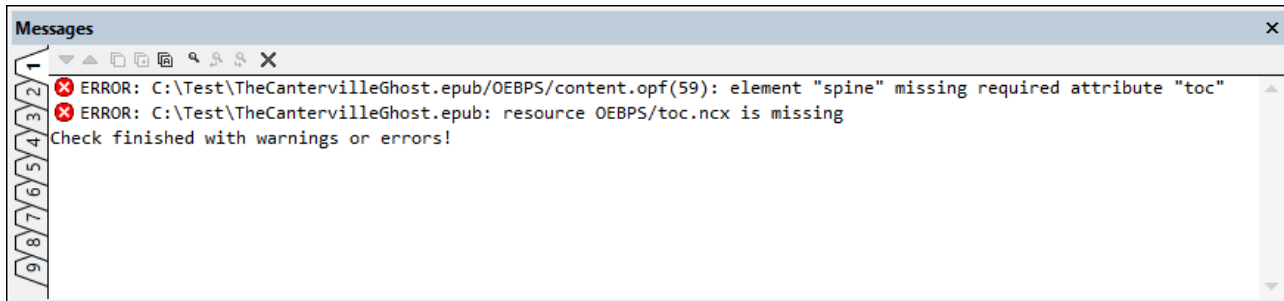 Messages
1
ERROR: C:\Test\TheCantervilleGhost.epub/OEBPS/content.opf(59): element "spine" missing required attribute "toc"
2
ERROR: C:\Test\TheCantervilleGhost.epub: resource OEBPS/toc.ncx is missing
3
Check finished with warnings or errors!
4
5
6
7
8
9